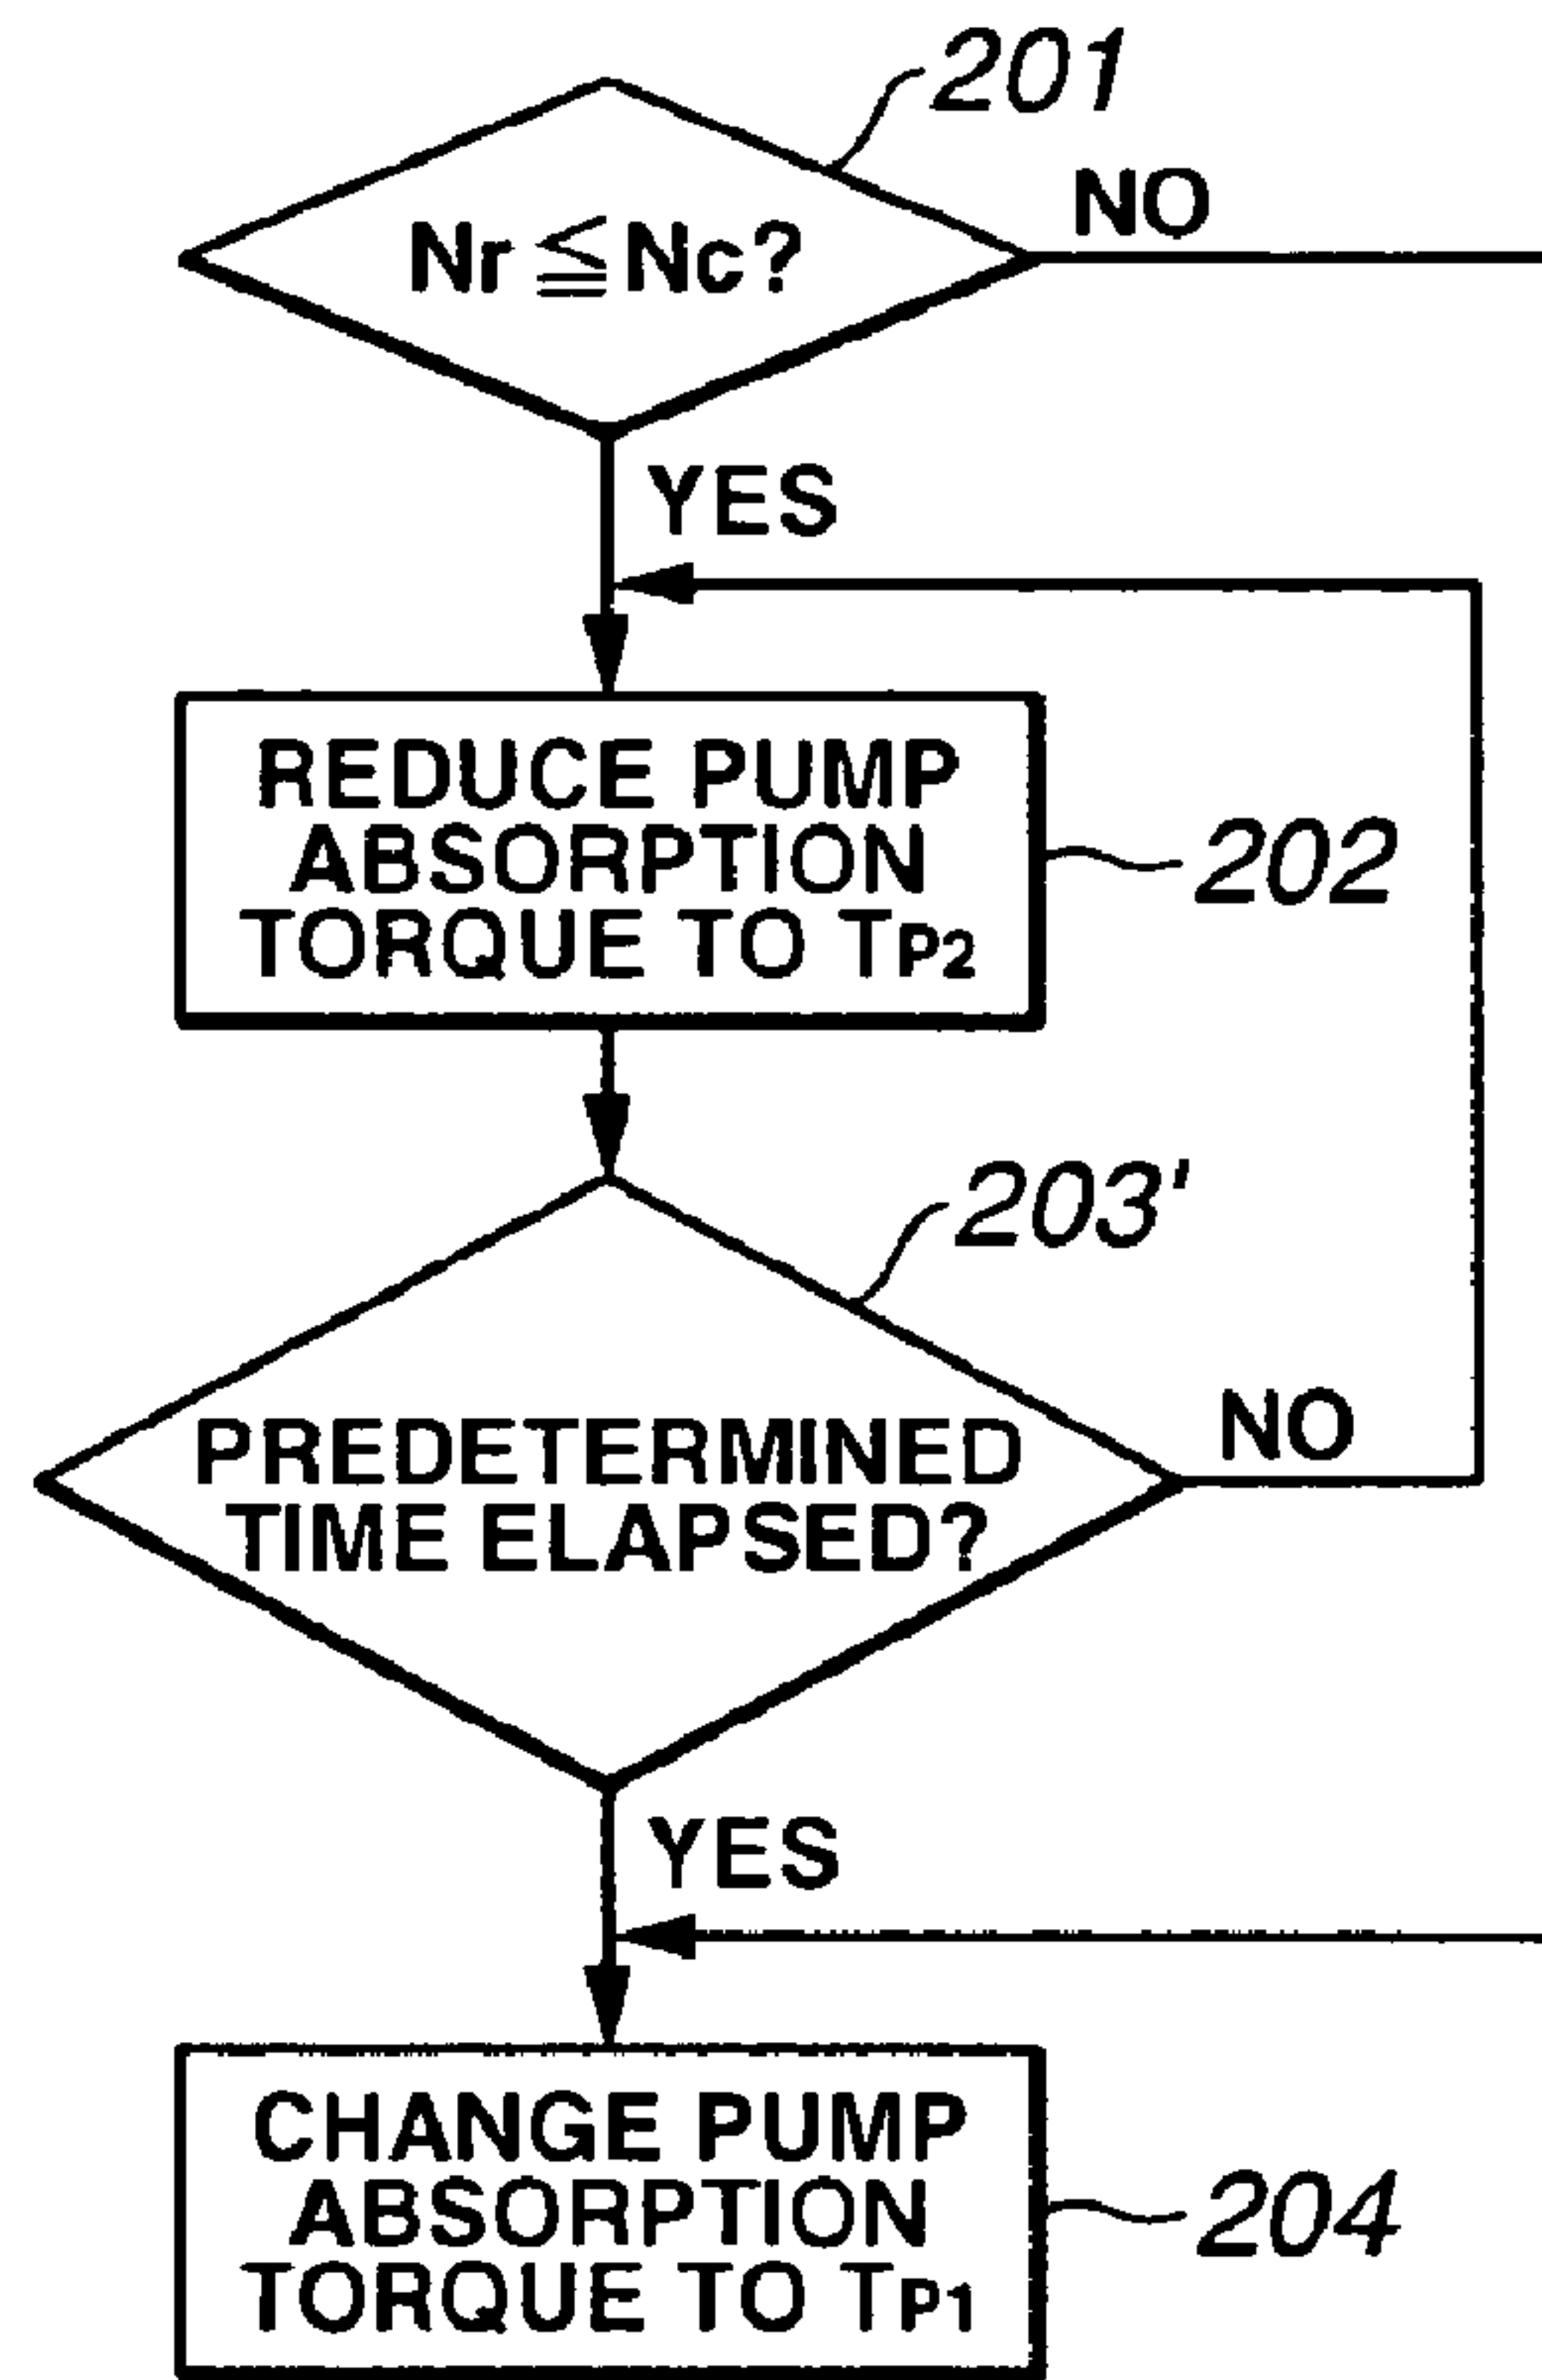 201
NO
Nr ≦ Nc?
YES
REDUCE PUMP
ABSORPTION
TORQUE TO TP2
202
203'
PREDETERMINED
TIME ELAPSED?
NO
YES
CHANGE PUMP
ABSORPTION
TORQUE TO TP1
204